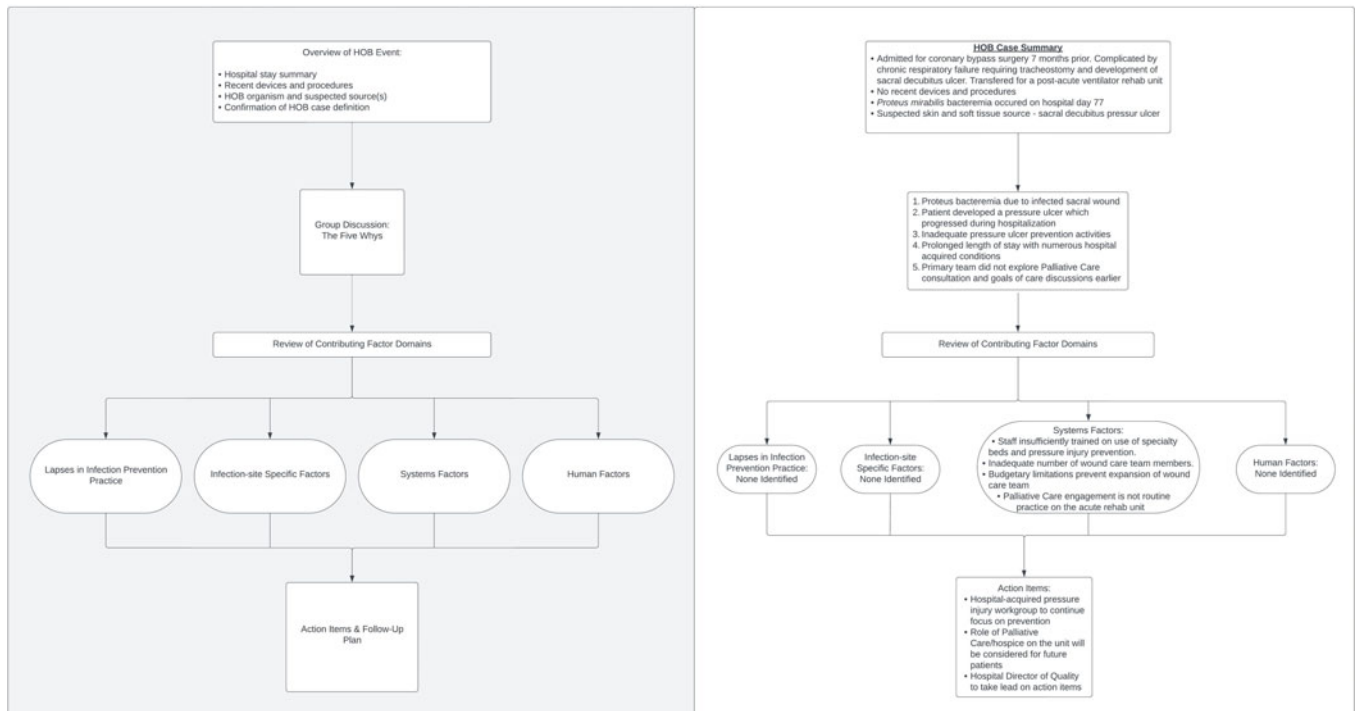 Overview of HOB Event:
• Hospital stay summary
• Recent devices and procedures
• HOB organism and suspected source(s)
• Confirmation of HOB case definition
Group Discussion:
The Five Whys
Review of Contributing Factor Domains
Lapses in Infection Prevention
Practice
Infection-site Specific Factors
Systems Factors
Human Factors
Action Items & Follow-Up
Plan
HOB Case Summary
• Admitted for coronary bypass surgery 7 months prior. Complicated by
chronic respiratory failure requiring tracheostomy and development of
sacral decubitus ulcer. Transfered for a post-acute ventilator rehab unit
• No recent devices and procedures
• Proteus mirabilis bacteremia occured on hospital day 77
• Suspected skin and soft tissue source - sacral decubitus pressur ulcer
1. Proteus bacteremia due to infected sacral wound
2. Patient developed a pressure ulcer which
progressed during hospitalization
3. Inadequate pressure ulcer prevention activities
4. Prolonged length of stay with numerous hospital
acquired conditions
5. Primary team did not explore Palliative Care
consultation and goals of care discussions earlier
Review of Contributing Factor Domains
Lapses in Infection
Prevention Practice:
None Identified
Infection-site
Specific Factors:
None Identified
Systems Factors:
• Staff insufficiently trained on use of specialty
beds and pressure injury prevention.
• Inadequate number of wound care team members.
• Budgetary limitations prevent expansion of wound
care team
• Palliative Care engagement is not routine
practice on the acute rehab unit
Human Factors:
None Identified
Action Items:
• Hospital-acquired pressure
injury workgroup to continue
focus on prevention
• Role of Palliative
Care/hospice on the unit will
be considered for future
patients
• Hospital Director of Quality
to take lead on action items